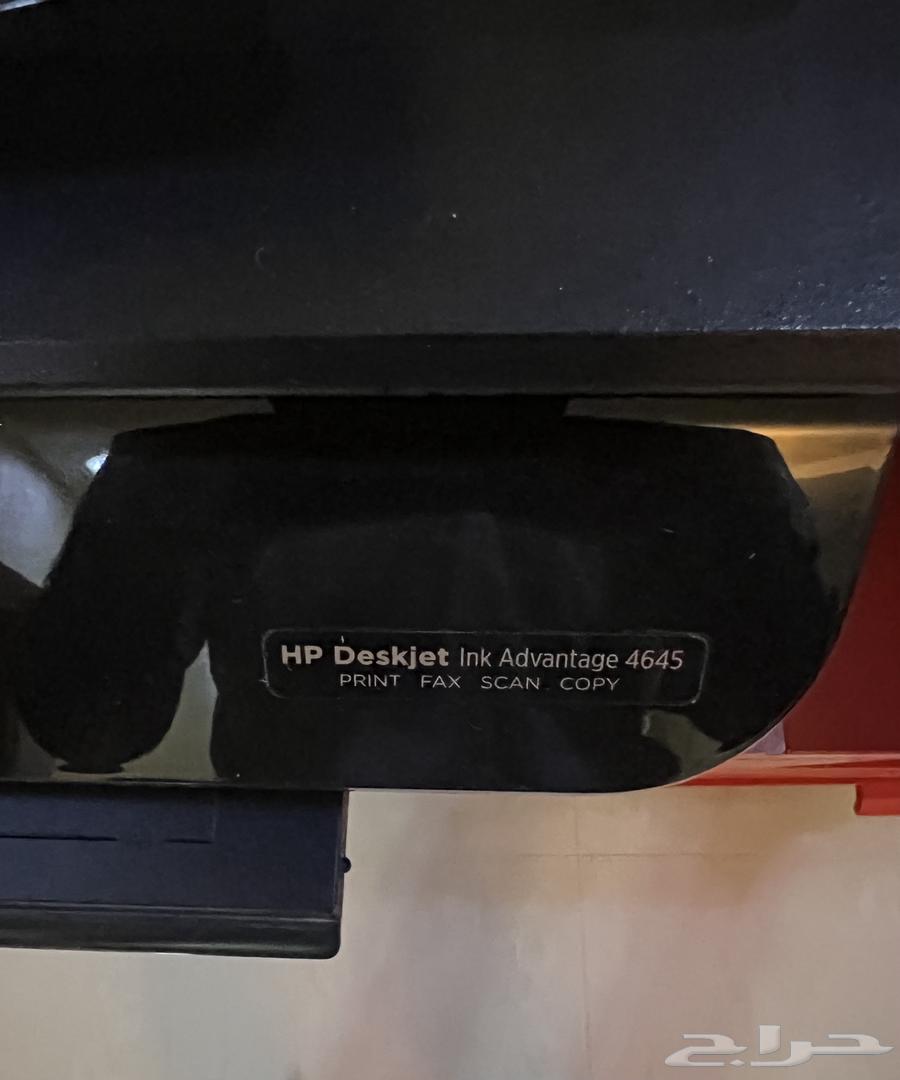 HP Deskjet Ink Advantage 4645
PRINT FAX SCAN COPY
حراج